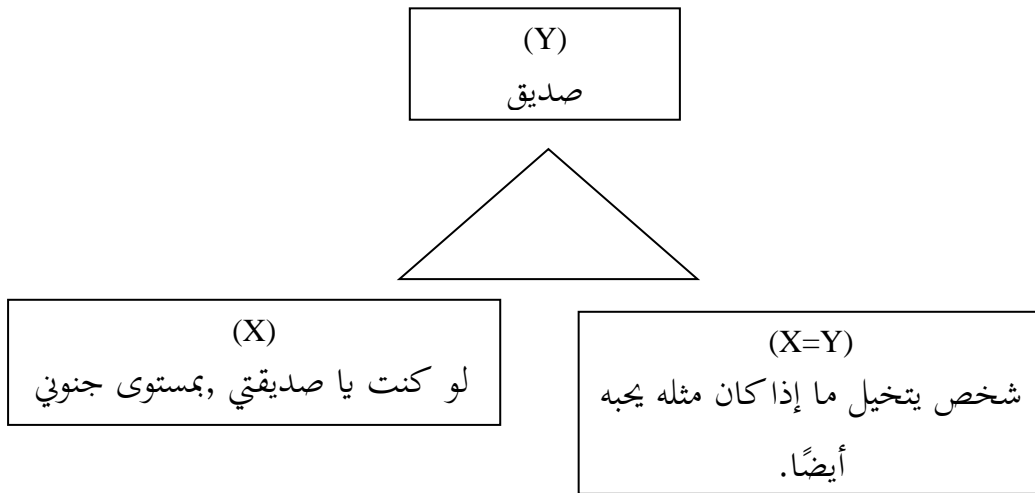 (Y)
صديق
(X)
لو كنت يا صديقتي ,بمستوى جنوني
(X=Y)
شخص يتخيل ما إذا كان مثله يحبه
أيضًا.